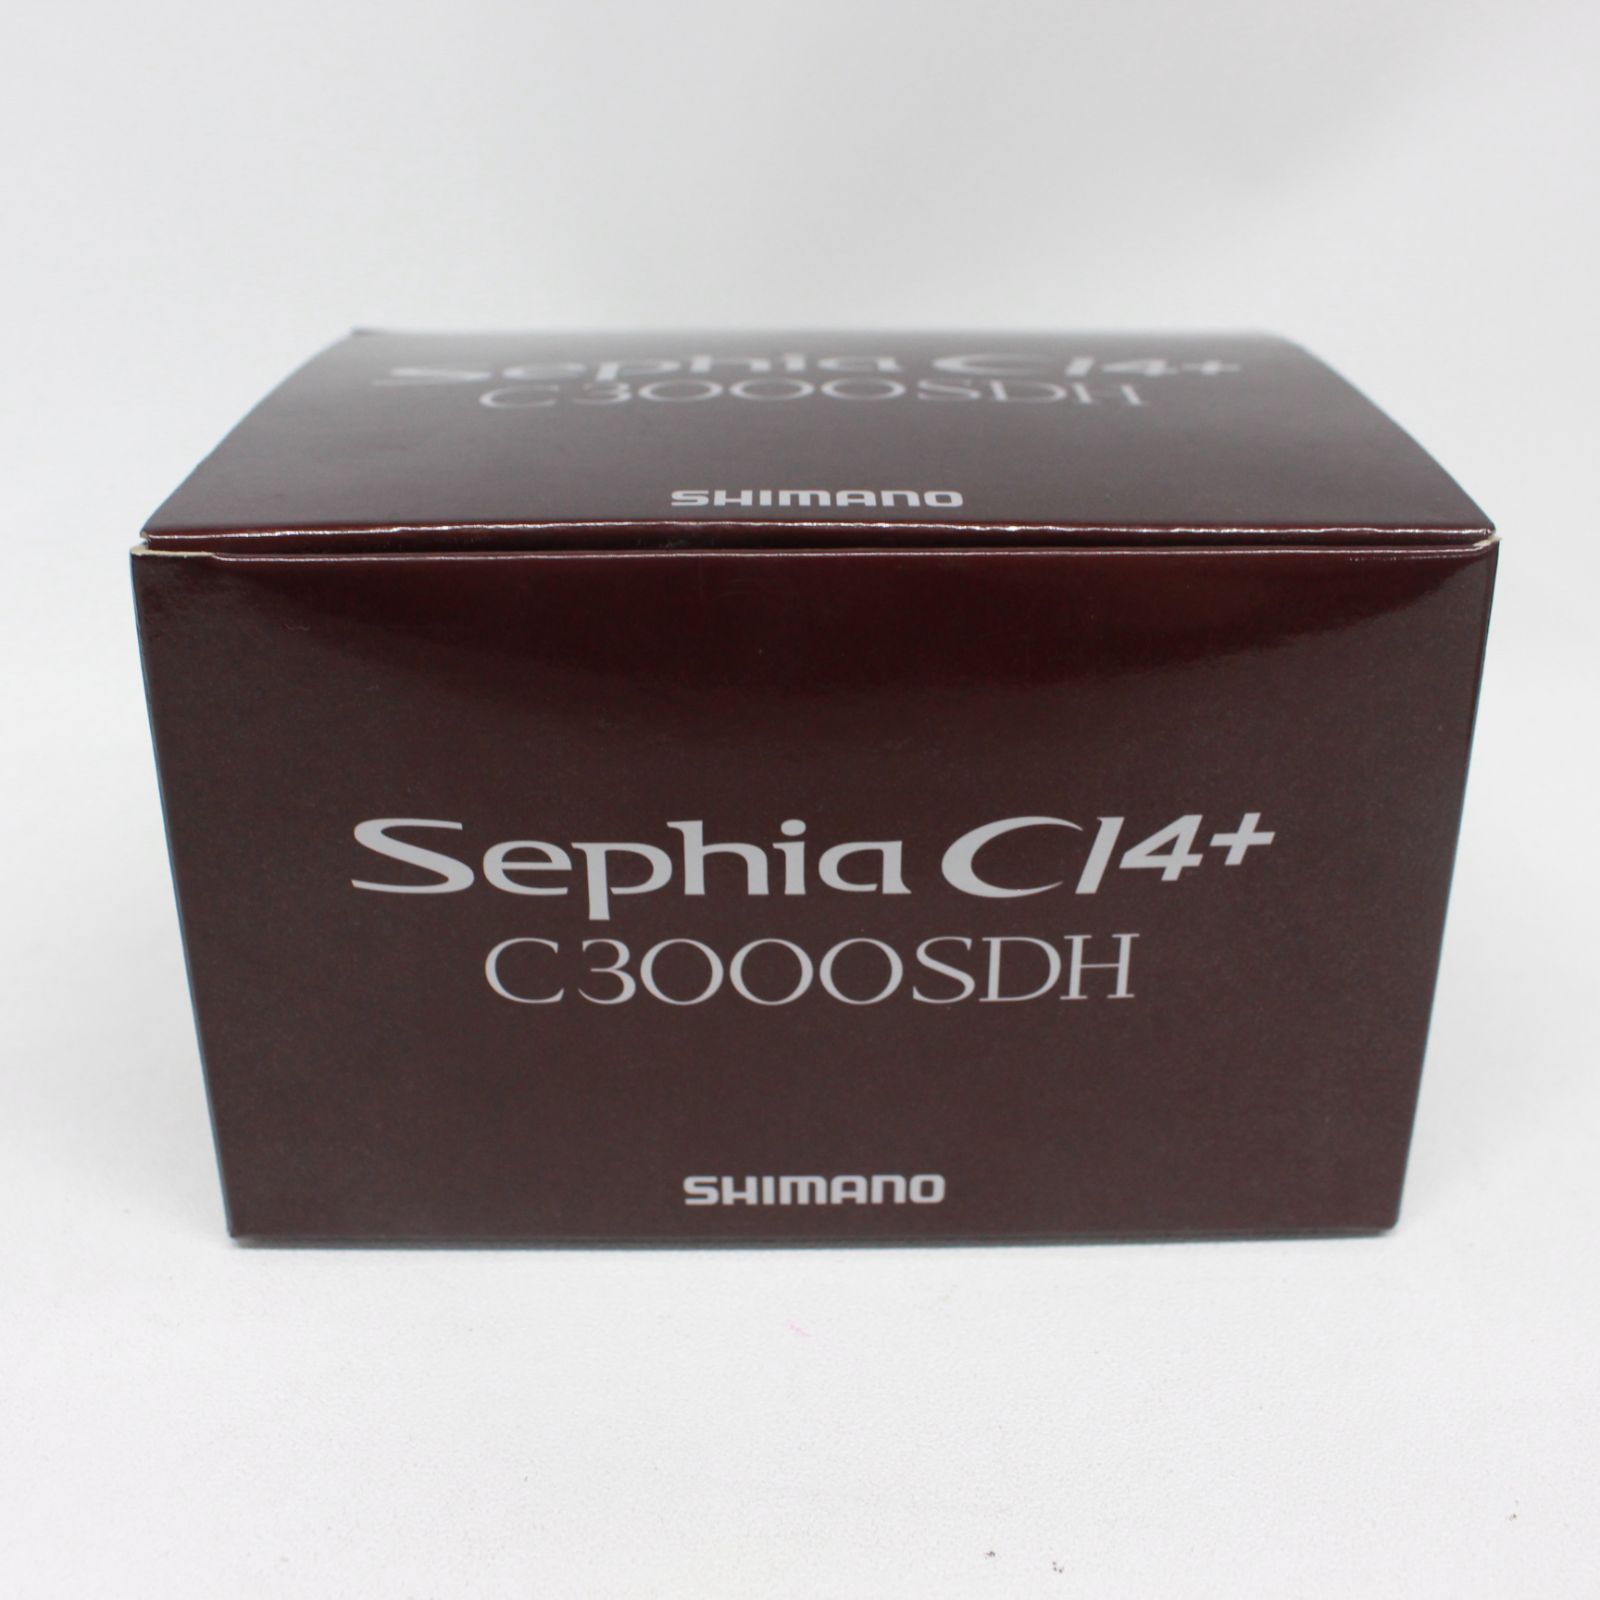 Sephia CI4+
C3000SDH
SHIMANO
Sephia CI4+
C3000SDH
SHIMANO